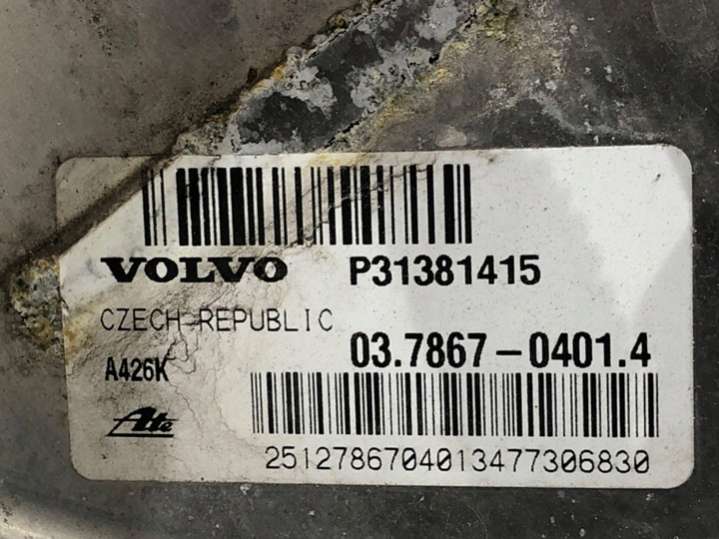 VOLVO P31381415
CZECH REPUBLIC
03.7867-0401.4
A426K
Ate
2512786704013477306830